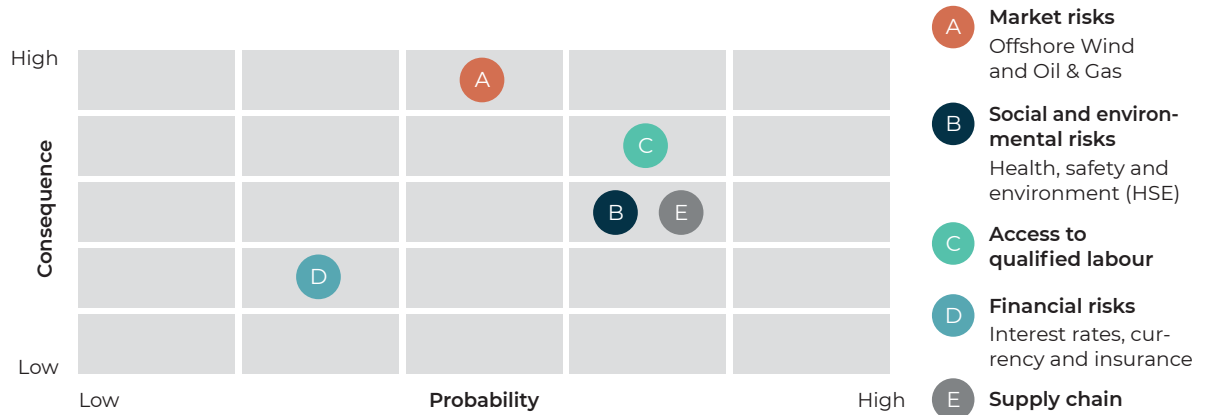 High
A
C
Consequence
B
E
D
Low
Low
Probability
High
A
Market risks
Offshore Wind
and Oil & Gas
B
Social and environ-
mental risks
Health, safety and
environment (HSE)
C
Access to
qualified labour
D
Financial risks
Interest rates, cur-
rency and insurance
E
Supply chain